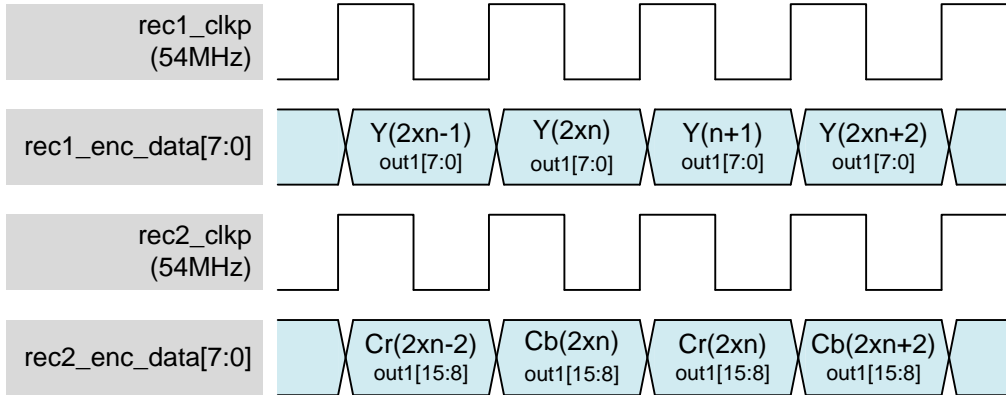 rec1_clkp
(54MHz)
rec1_enc_data[7:0]
Y(2xn-1) Y(2xn) Y(n+1) Y(2xn+2)
out1[7:0] out1[7:0] out1[7:0] out1[7:0]
rec2_clkp
(54MHz)
rec2_enc_data[7:0]
Cr(2xn-2) Cb(2xn) Cr(2xn) Cb(2xn+2)
out1[15:8] out1[15:8] out1[15:8] out1[15:8]